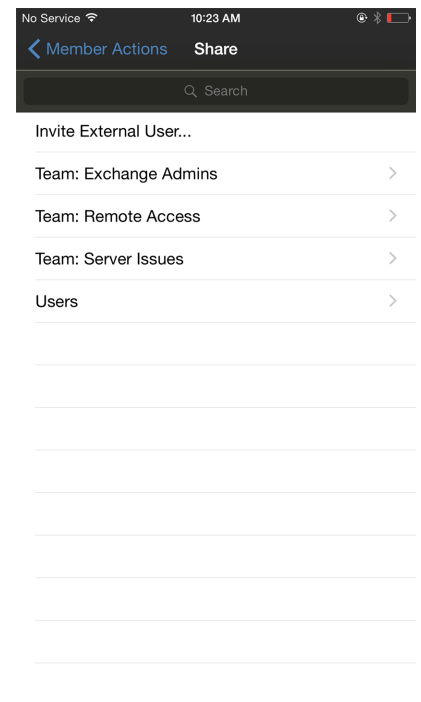 No Service 10:23 AM
Member Actions Share
Search
Invite External User...
Team: Exchange Admins
Team: Remote Access
Team: Server Issues
Users